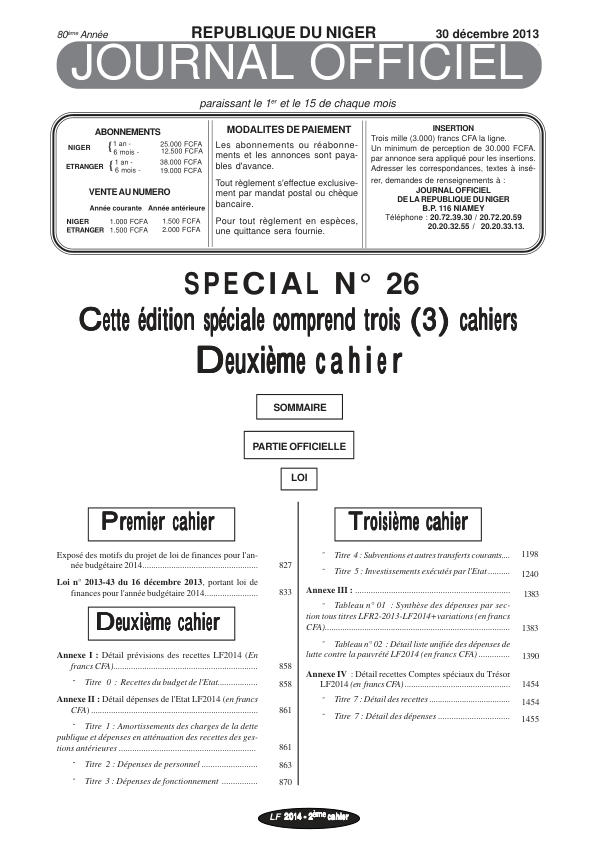 80ème Année REPUBLIQUE DU NIGER 30 décembre 2013
JOURNAL OFFICIEL
paraissant le 1er et le 15 de chaque mois
ABONNEMENTS
NIGER { 1 an - 25.000 FCFA
6 mois - 12.500 FCFA
ETRANGER { 1 an - 38.000 FCFA
6 mois - 19.000 FCFA
VENTE AU NUMERO
Année courante Année antérieure
NIGER 1.000 FCFA 1.500 FCFA
ETRANGER 1.500 FCFA 2.000 FCFA
MODALITES DE PAIEMENT
Les abonnements ou réabonne-
ments et les annonces sont paya-
bles d'avance.
Tout règlement s'effectue exclusive-
ment par mandat postal ou chèque
bancaire.
Pour tout règlement en espèces,
une quittance sera fournie.
INSERTION
Trois mille (3.000) francs CFA la ligne.
Un minimum de perception de 30.000 FCFA.
par annonce sera appliqué pour les insertions.
Adresser les correspondances, textes à insé-
rer, demandes de renseignements à :
JOURNAL OFFICIEL
DE LA REPUBLIQUE DU NIGER
B.P. 116 NIAMEY
Téléphone : 20.72.39.30 / 20.72.20.59
20.20.32.55 / 20.20.33.13.
SPECIAL N° 26
Cette édition spéciale comprend trois (3) cahiers
Deuxième cahier
SOMMAIRE
PARTIE OFFICIELLE
LOI
Premier cahier
Exposé des motifs du projet de loi de finances pour l'an-
née budgétaire 2014.......................................... 827
Loi n° 2013-43 du 16 décembre 2013, portant loi de
finances pour l'année budgétaire 2014...................... 833
Deuxième cahier
Annexe I : Détail prévisions des recettes LF2014 (En
francs CFA)..................................................... 858
- Titre 0 : Recettes du budget de l'Etat................ 858
Annexe II : Détail dépenses de l'Etat LF2014 (en francs
CFA) .............................................................. 861
- Titre 1 : Amortissements des charges de la dette
publique et dépenses en atténuation des recettes des ges-
tions antérieures ..................................................... 861
- Titre 2 : Dépenses de personnel ....................... 863
- Titre 3 : Dépenses de fonctionnement ............... 870
Troisième cahier
- Titre 4 : Subventions et autres transferts courants.... 1198
- Titre 5 : Investissements exécutés par l'Etat.......... 1240
Annexe III : ............................................................... 1383
- Tableau n° 01 : Synthèse des dépenses par sec-
tion tous titres LFR2-2013-LF2014+variations (en francs
CFA)........................................................................... 1383
- Tableau n° 02 : Détail liste unifiée des dépenses de
lutte contre la pauvreté LF2014 (en francs CFA) ............. 1390
Annexe IV : Détail recettes Comptes spéciaux du Trésor
LF2014 (en francs CFA) ........................................... 1454
- Titre 7 : Détail des recettes ................................. 1454
- Titre 7 : Détail des dépenses ............................. 1455
LF 2014 - 2ème cahier